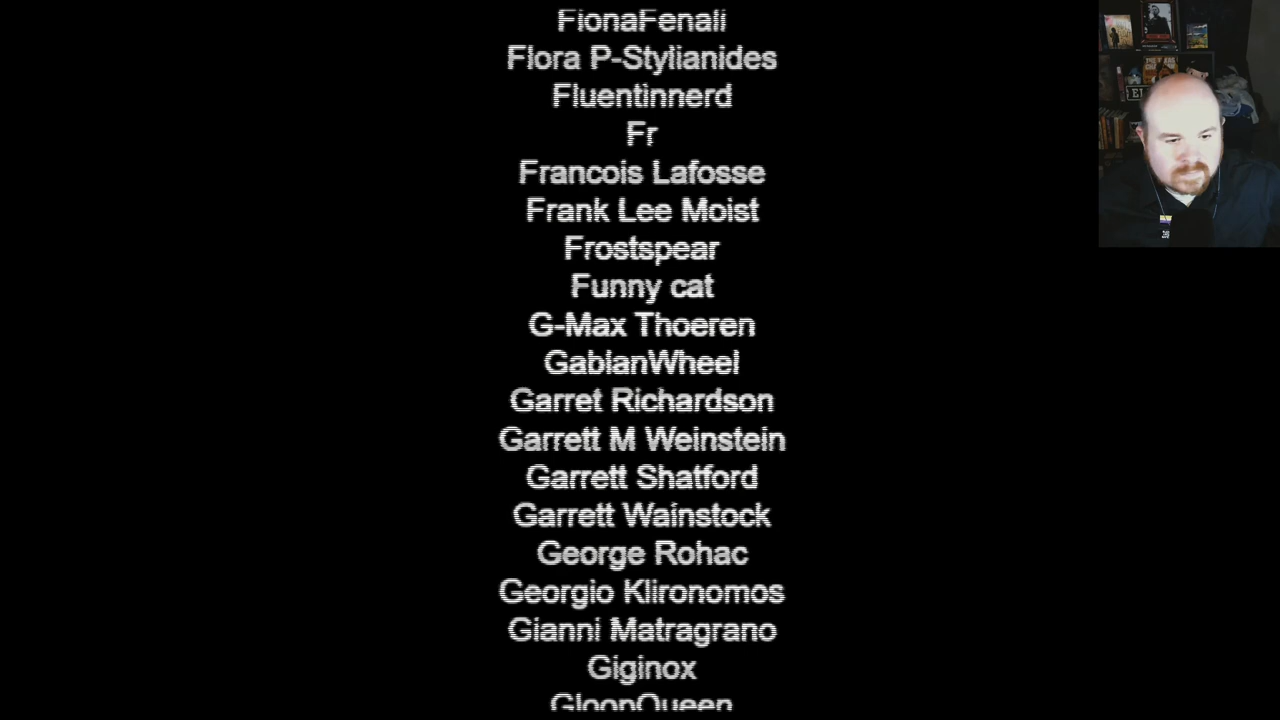 FionaFenali
Flora P-Stylianides
Fluentinnerd
Fr
Francois Lafosse
Frank Lee Moist
Frostspear
Funny cat
G-Max Thoeren
GabianWheel
Garret Richardson
Garrett M Weinstein
Garrett Shatford
Garrett Wainstock
George Rohac
Georgio Klironomos
Gianni Matragrano
Giginox
GloopQueen